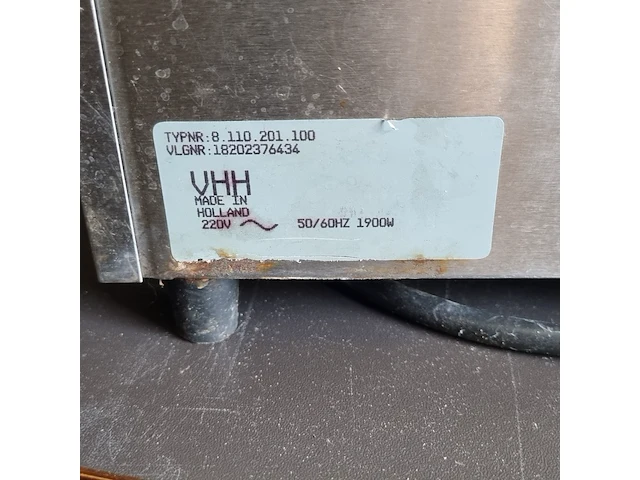 TYPNR:8.110.201.100
VLGNR:18202376434
VHH
MADE IN
HOLLAND
220V 50/60HZ 1900W